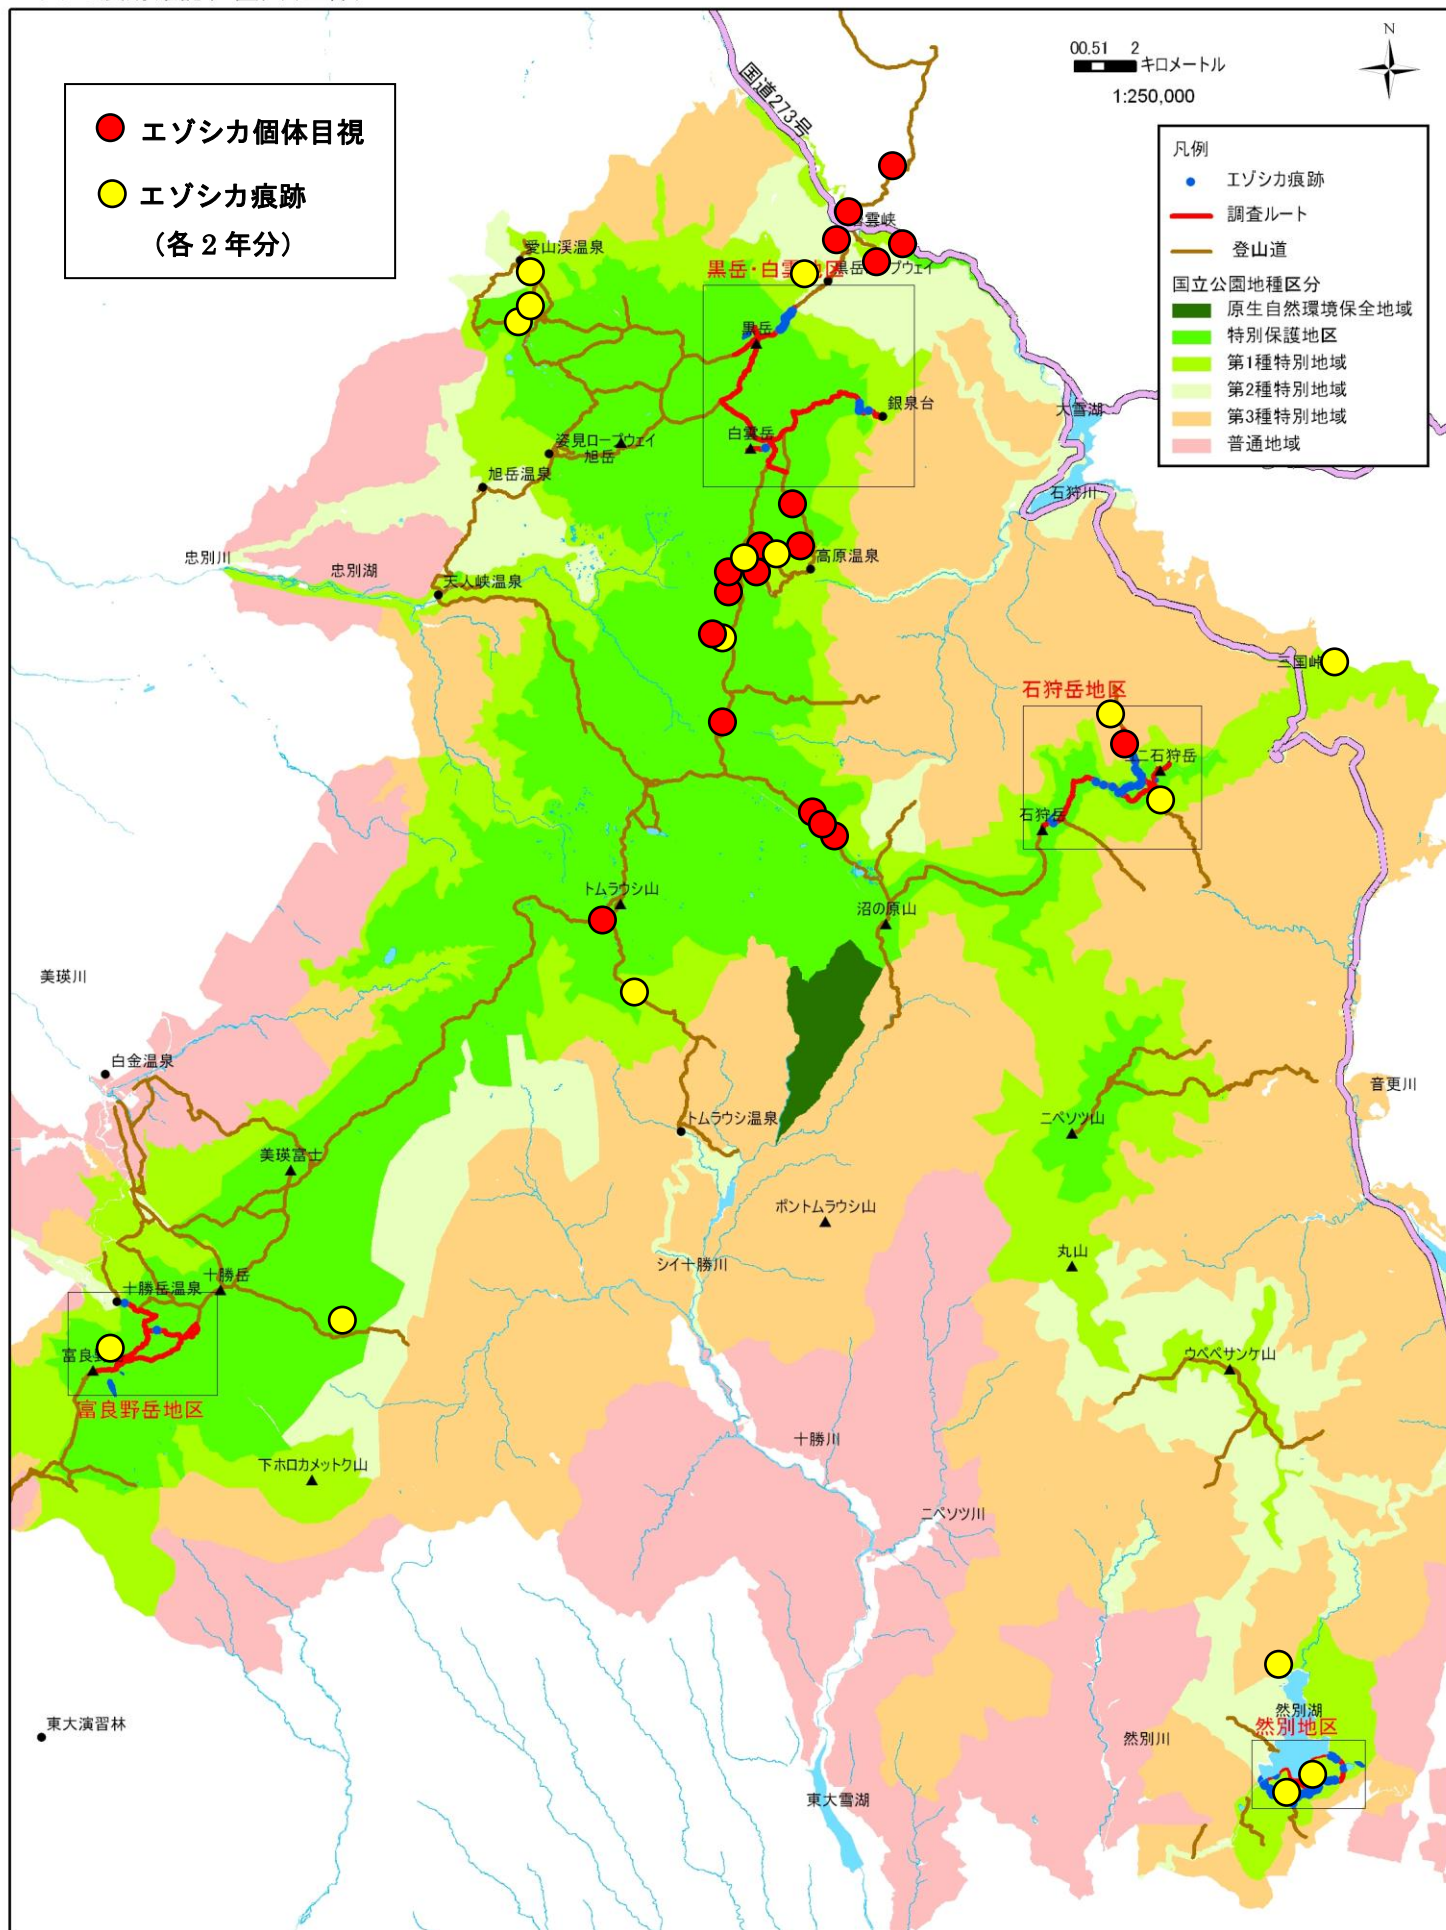 エゾシカ個体目視
エゾシカ痕跡
（各２年分）
国道273号
00.51 2
キロメートル
1:250,000
N
凡例
エゾシカ痕跡
調査ルート
登山道
国立公園地種区分
原生自然環境保全地域
特別保護地区
第1種特別地域
第2種特別地域
第3種特別地域
普通地域
雲峡
愛山渓温泉
黒岳・白雲地区
黒岳
プウェイ
黒岳
大雪湖
銀泉台
白雲岳
姿見ロープウェイ
旭岳
旭岳温泉
石狩川
忠別川
忠別湖
高原温泉
天人峡温泉
三国峠
石狩岳地区
石狩岳
石狩岳
トムラウシ山
沼の原山
美瑛川
白金温泉
音更川
トムラウシ温泉
ニペソツ山
美瑛富士
ポントムラウシ山
丸山
シイ十勝川
十勝岳温泉
十勝岳
富良野
ウペペサンケ山
富良野岳地区
十勝川
下ホロカメットク山
ニペソツ川
然別湖
東大演習林
然別地区
然別川
東大雪湖